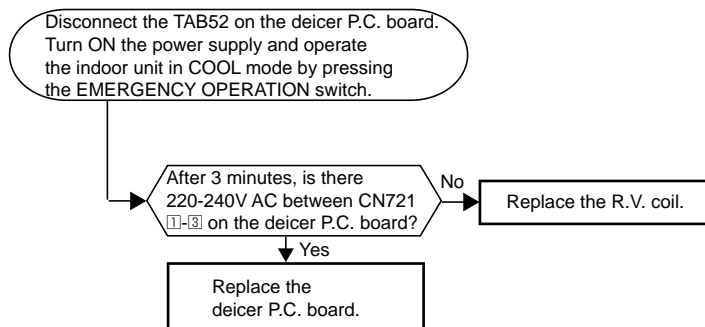 Disconnect the TAB52 on the deicer P.C. board.
Turn ON the power supply and operate
the indoor unit in COOL mode by pressing
the EMERGENCY OPERATION switch.
After 3 minutes, is there
220-240V AC between CN721
1-3 on the deicer P.C. board?
No
Replace the R.V. coil.
Yes
Replace the
deicer P.C. board.